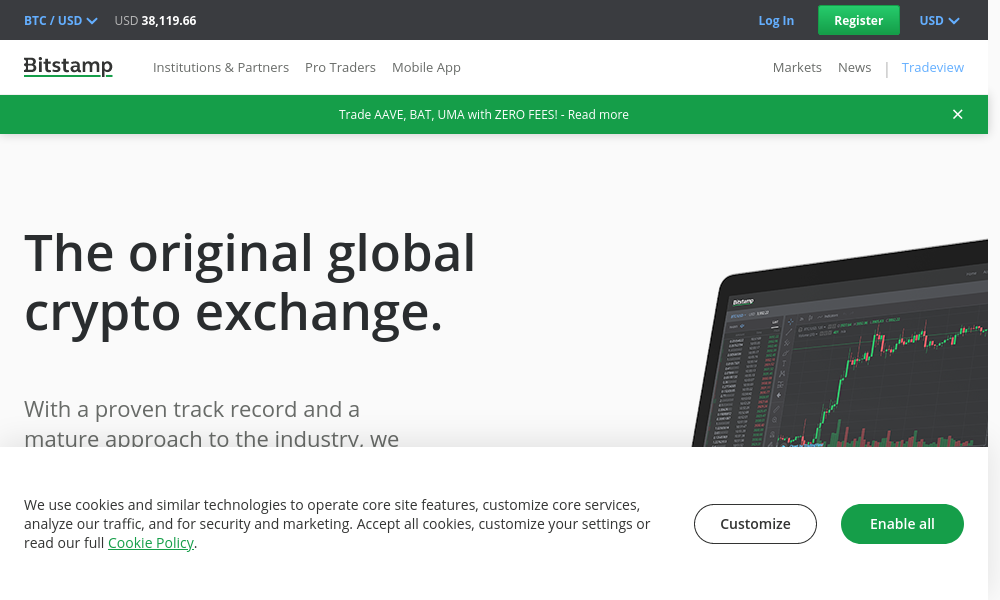 BTC / USD USD 38,119.66 Log In Register USD
Bitstamp Institutions & Partners Pro Traders Mobile App Markets News | Tradeview
Trade AAVE, BAT, UMA with ZERO FEES! - Read more ×
The original global
crypto exchange.
Bitstamp
With a proven track record and a
mature approach to the industry, we
We use cookies and similar technologies to operate core site features, customize core services,
analyze our traffic, and for security and marketing. Accept all cookies, customize your settings or
read our full Cookie Policy.
Customize Enable all